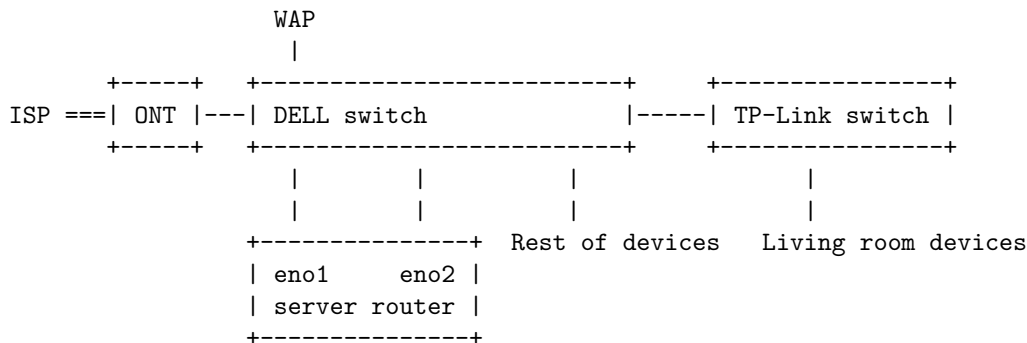 WAP
ISP ===| ONT |---| DELL switch |-----| TP-Link switch |
Rest of devices Living room devices
| eno1 eno2 |
| server router |